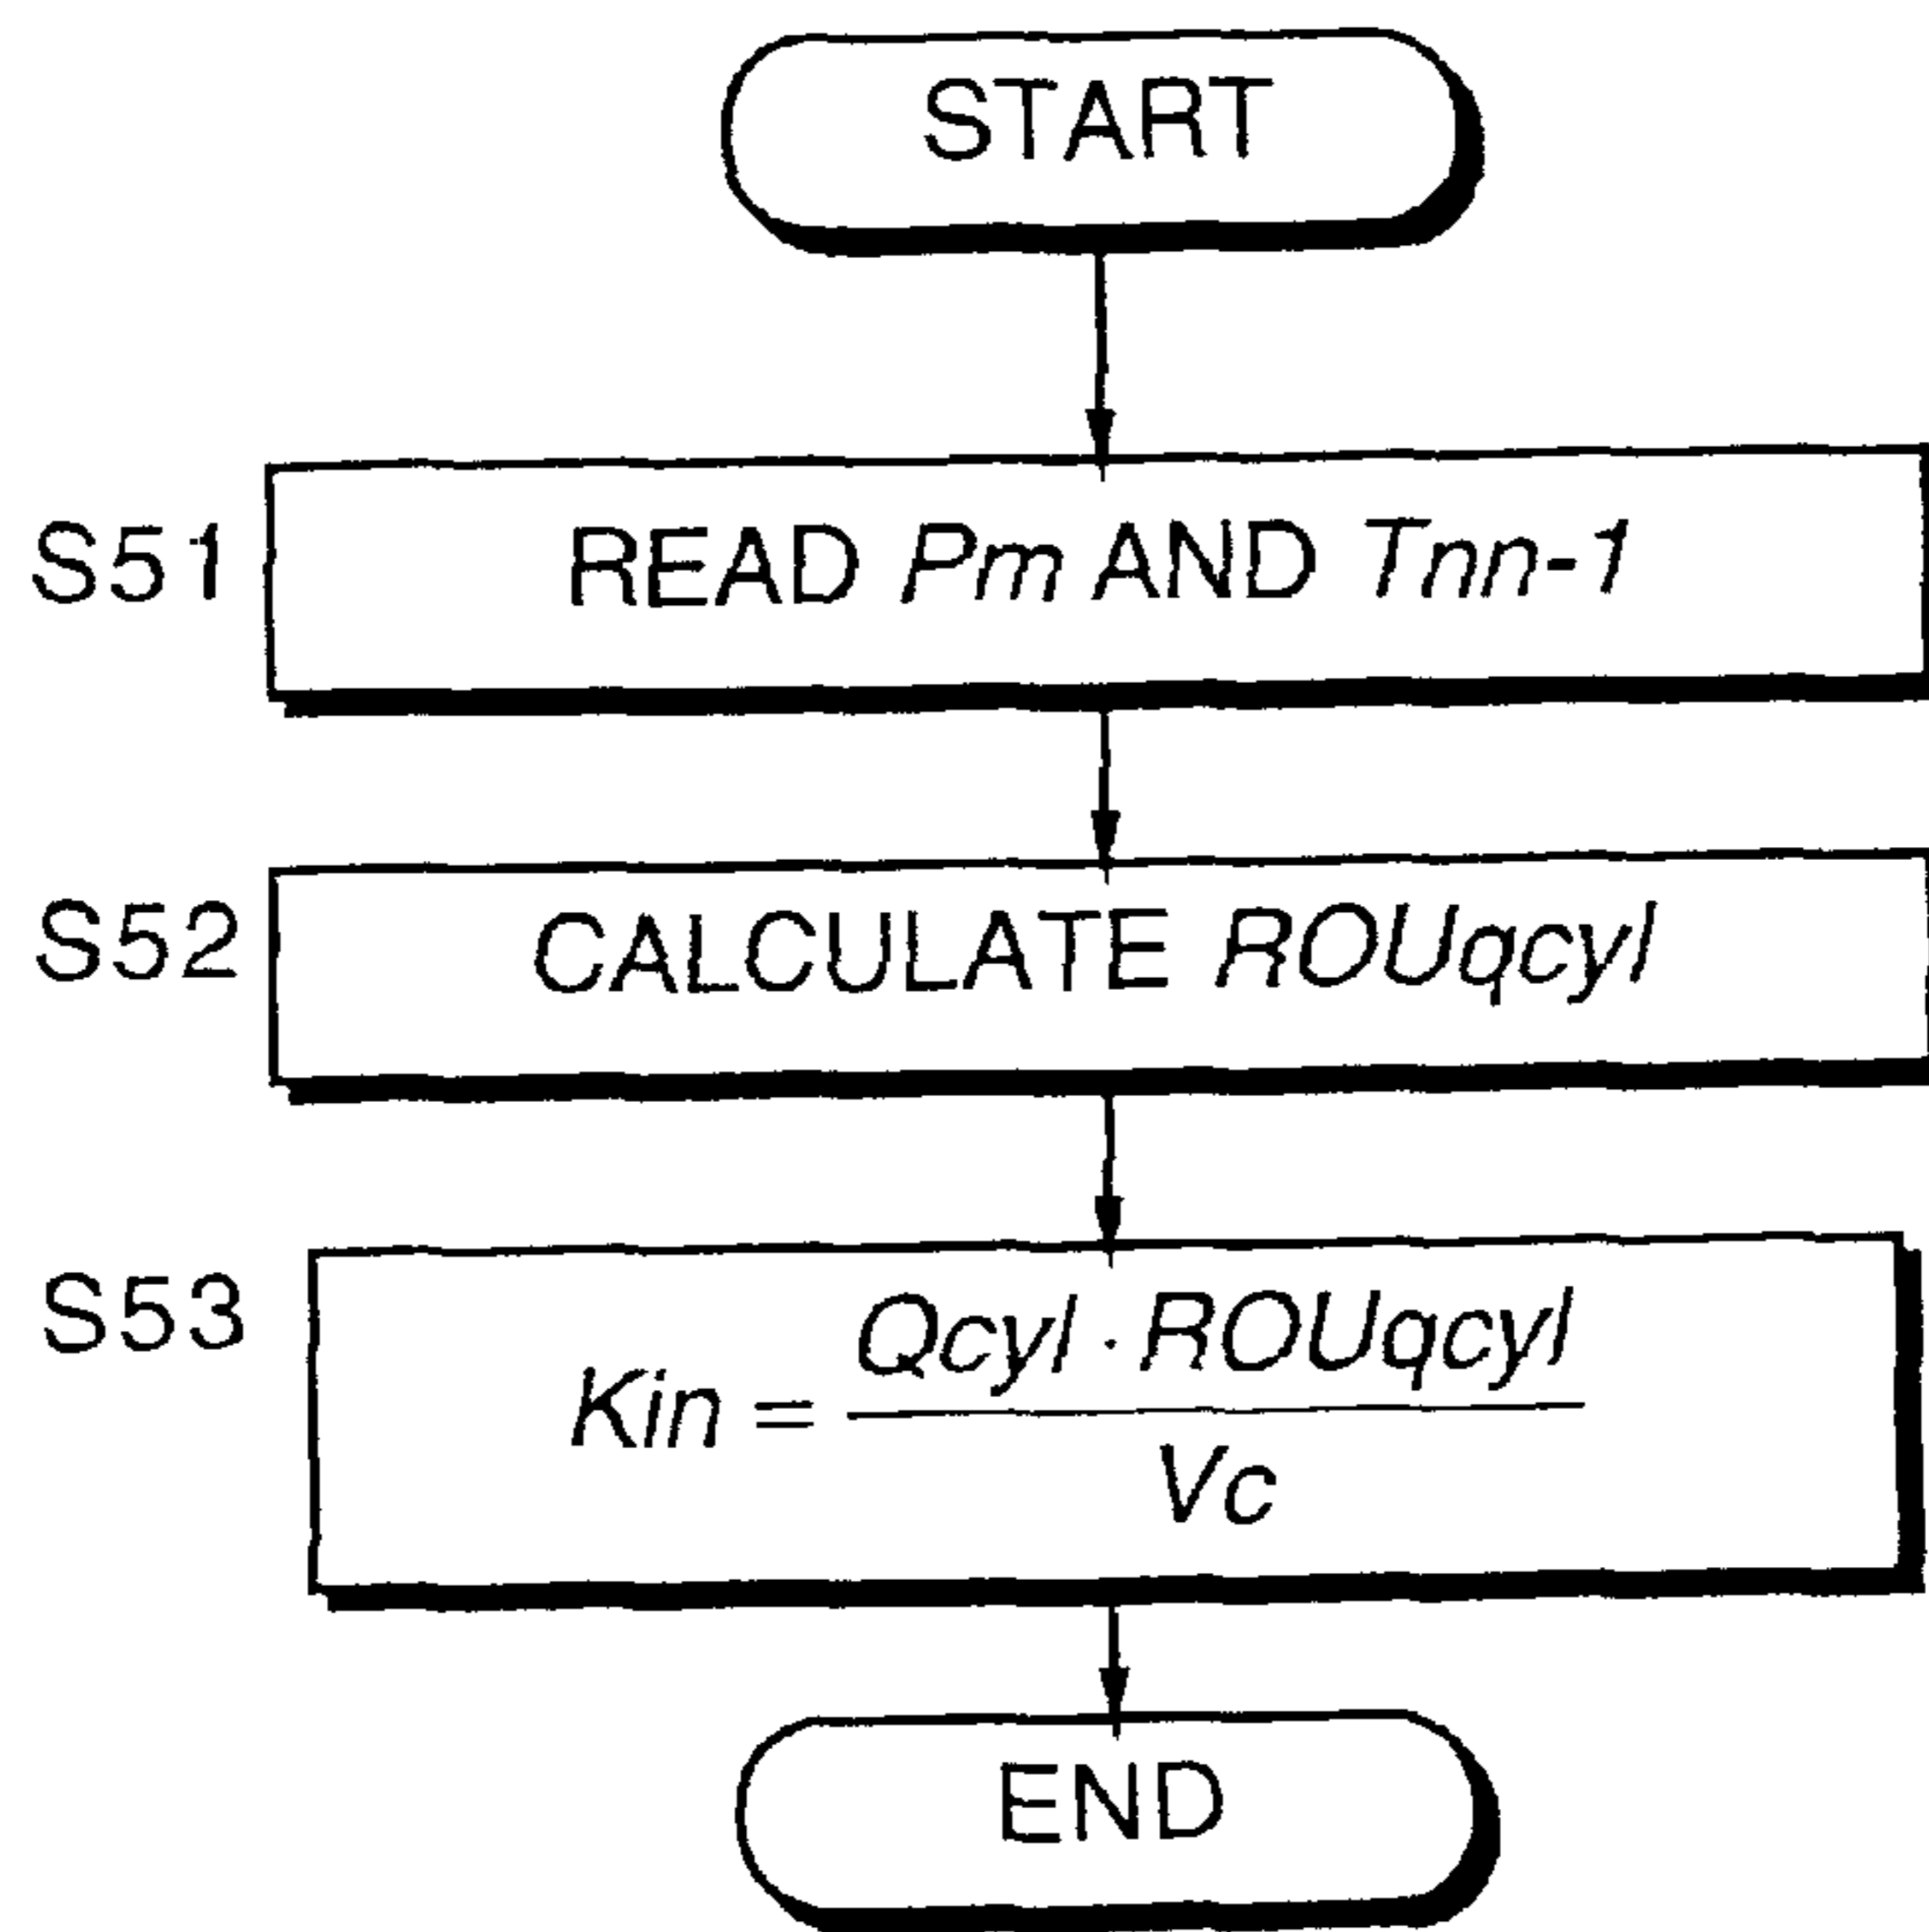 START
S51 READ Pm AND Tnn-1
S52 CALCULATE ROUqcyl
S53
Kin = Qcyl · ROUqcyl / Vc
END